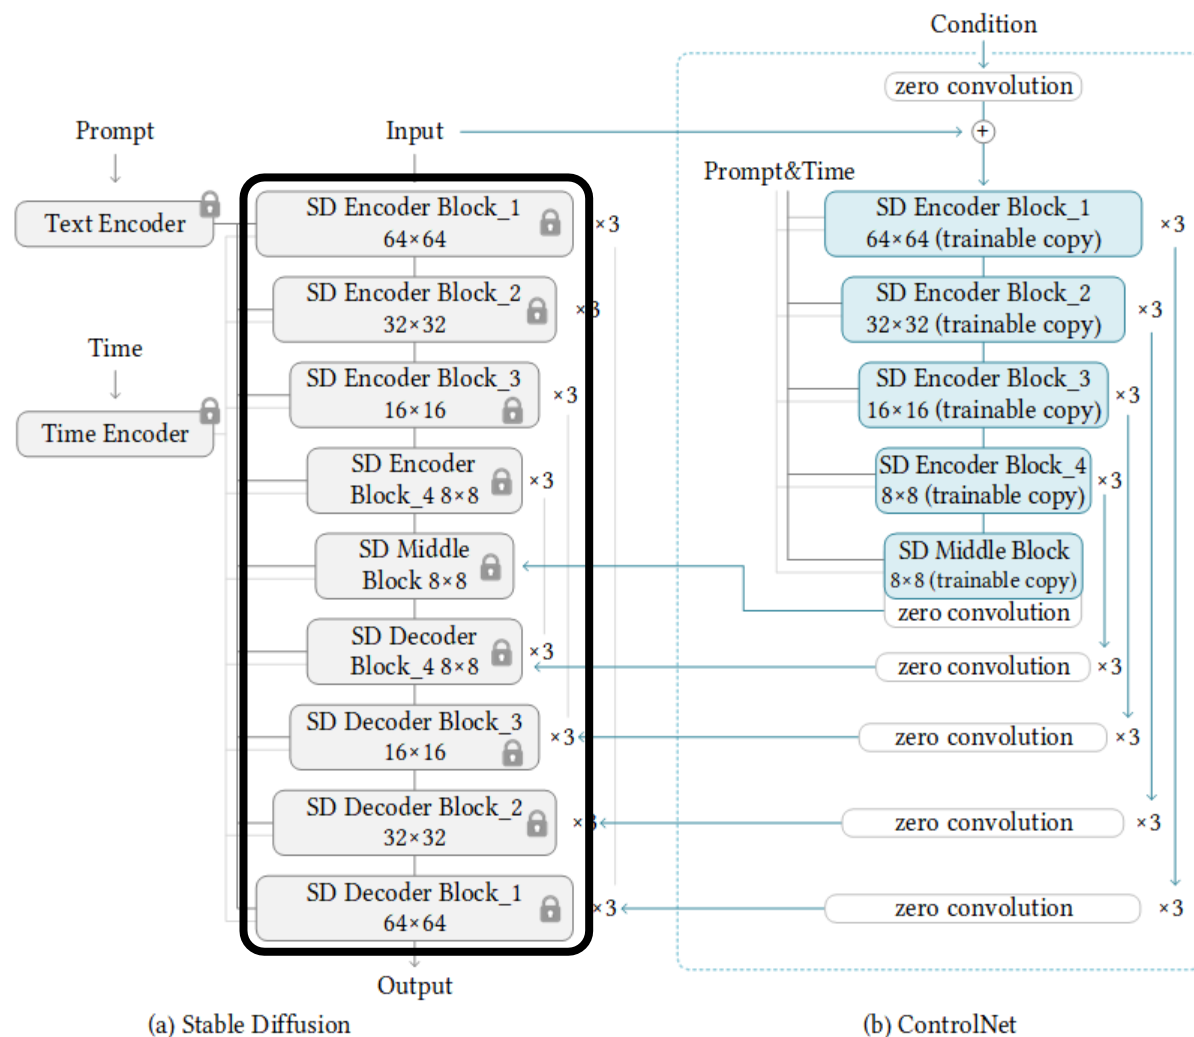 Condition
zero convolution
Prompt
Input
+
Prompt&Time
Text Encoder
SD Encoder Block_1
64×64
×3
SD Encoder Block_2
32×32
×3
Time
SD Encoder Block_3
16×16
×3
Time Encoder
SD Encoder
Block_4 8×8
×3
SD Middle
Block 8×8
SD Decoder
Block_4 8×8
×3
SD Decoder Block_3
16×16
×3
SD Decoder Block_2
32×32
×3
SD Decoder Block_1
64×64
×3
Output
(a) Stable Diffusion
SD Encoder Block_1
64×64 (trainable copy)
×3
SD Encoder Block_2
32×32 (trainable copy)
×3
SD Encoder Block_3
16×16 (trainable copy)
×3
SD Encoder Block_4
8×8 (trainable copy)
×3
SD Middle Block
8×8 (trainable copy)
zero convolution
zero convolution
×3
zero convolution
×3
zero convolution
×3
zero convolution
×3
(b) ControlNet